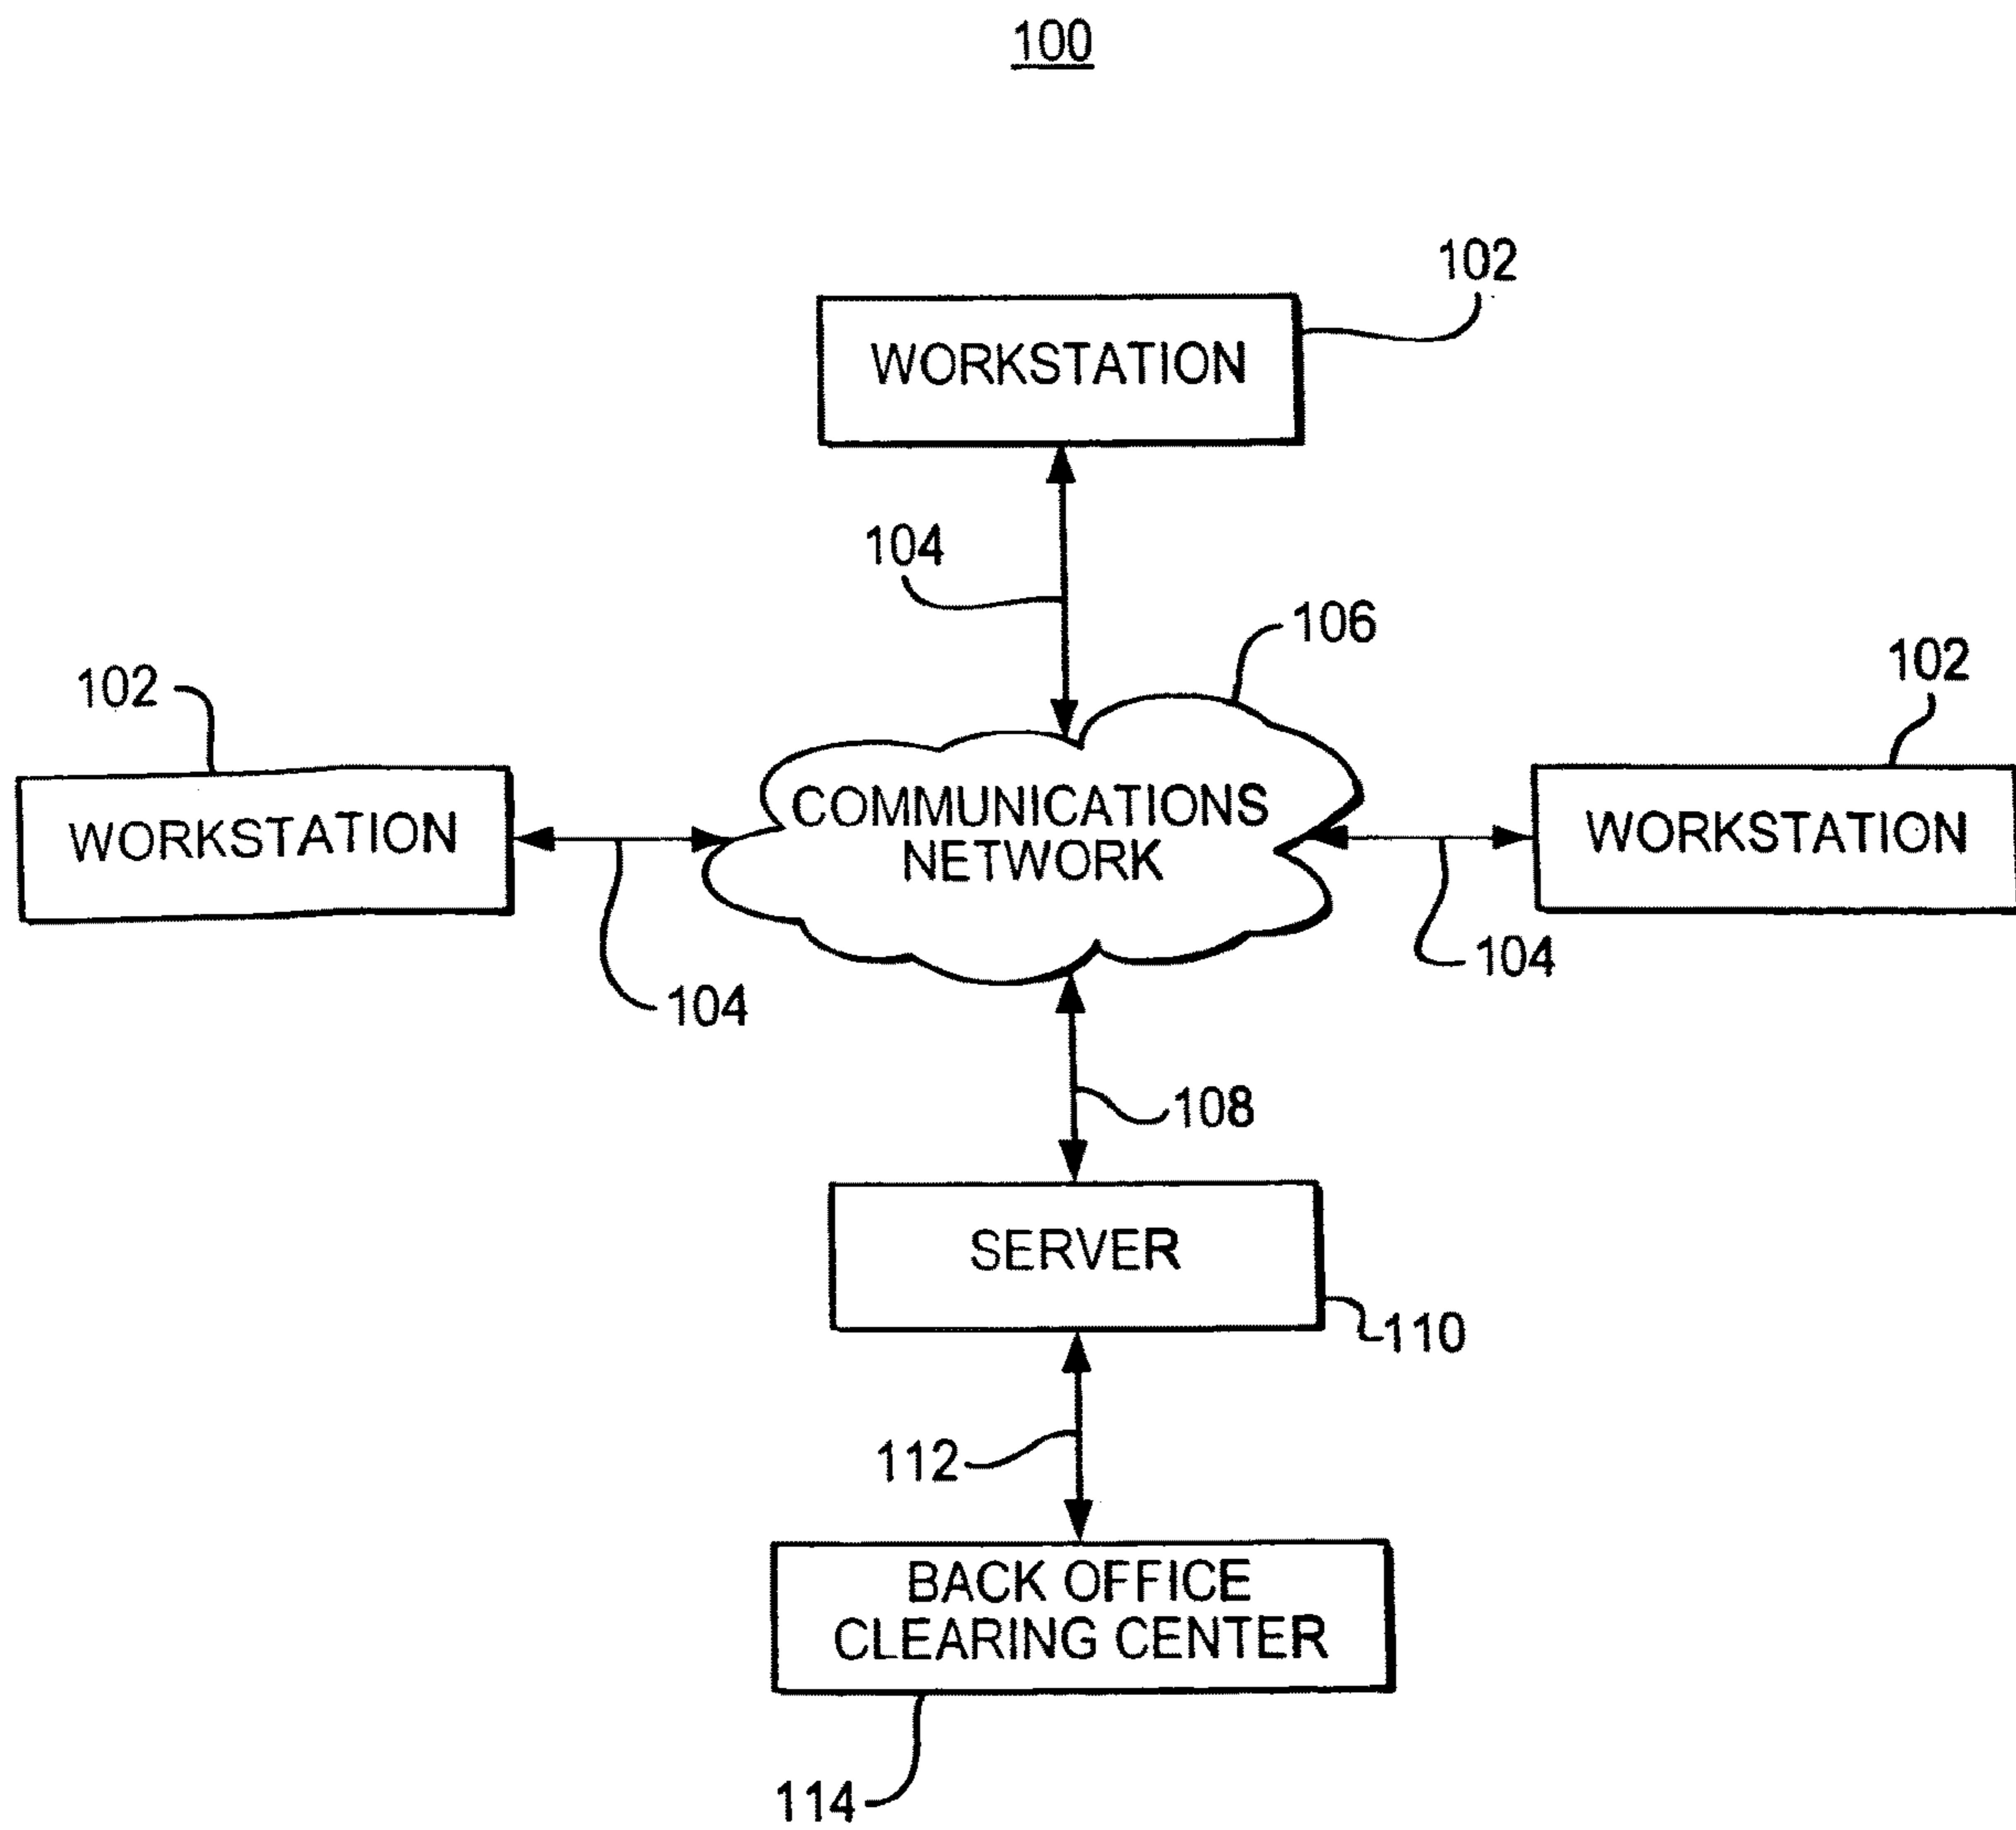 100
102
WORKSTATION
104
106
102
102
WORKSTATION
COMMUNICATIONS
NETWORK
WORKSTATION
104
104
108
SERVER
110
112
BACK OFFICE
CLEARING CENTER
114